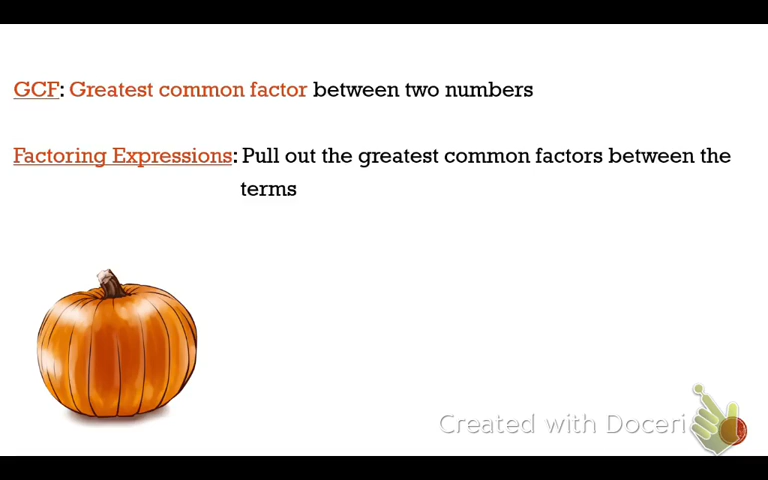 GCF: Greatest common factor between two numbers
Factoring Expressions: Pull out the greatest common factors between the
terms
Created with Doceri